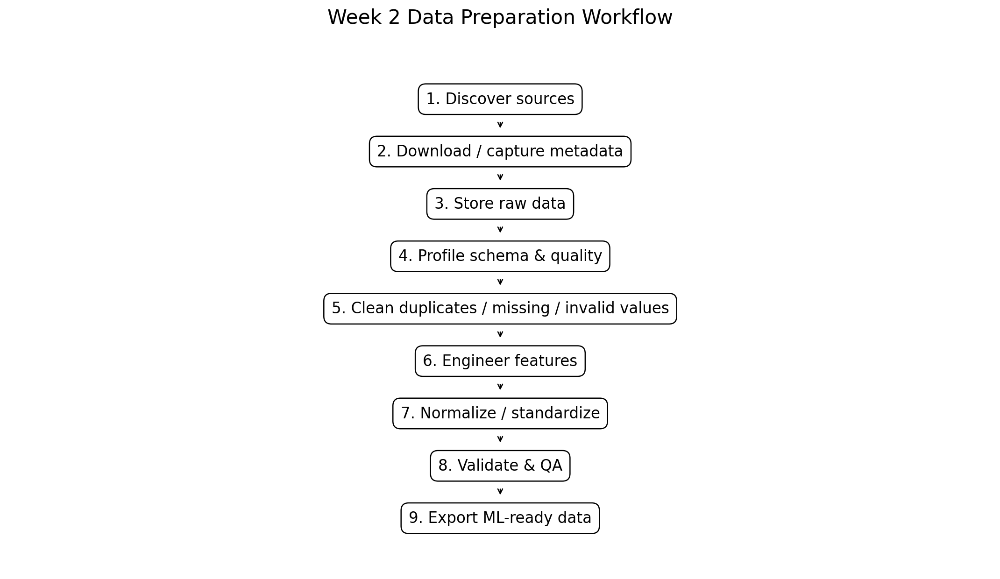 Week 2 Data Preparation Workflow
1. Discover sources
2. Download / capture metadata
3. Store raw data
4. Profile schema & quality
5. Clean duplicates / missing / invalid values
6. Engineer features
7. Normalize / standardize
8. Validate & QA
9. Export ML-ready data